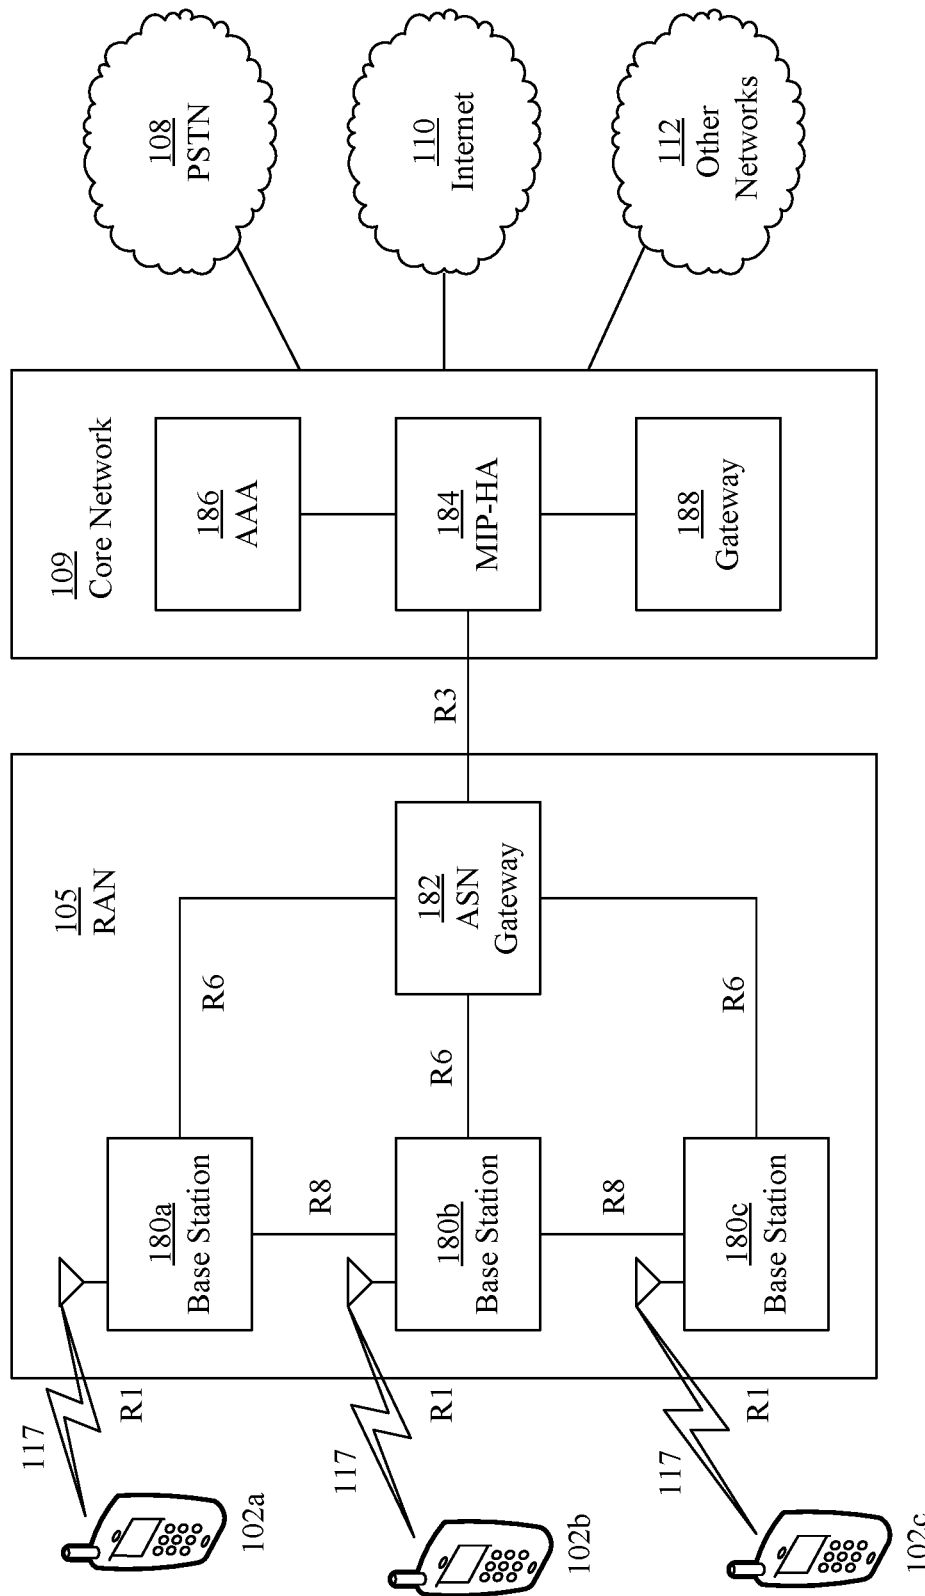 108
PSTN
110
Internet
112
Other
Networks
109
Core Network
186
AAA
184
MIP-HA
188
Gateway
R3
105
RAN
182
ASN
Gateway
R6
R6
R6
180a
Base Station
R8
180b
Base Station
R8
180c
Base Station
117
R1
117
R1
117
R1
102a
102b
102c